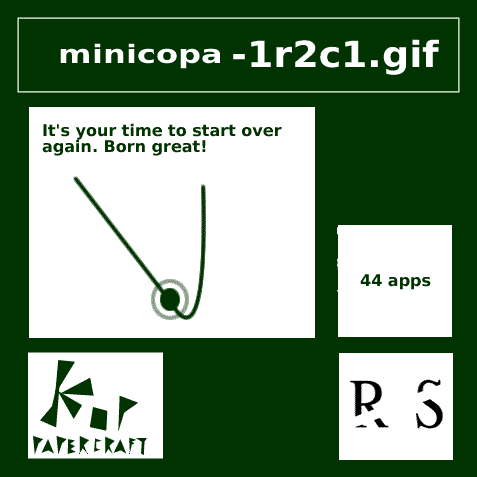 minicopa -1r2c1.gif
It's your time to start over
again. Born great!
44 apps
PAPERCRAFT
R S